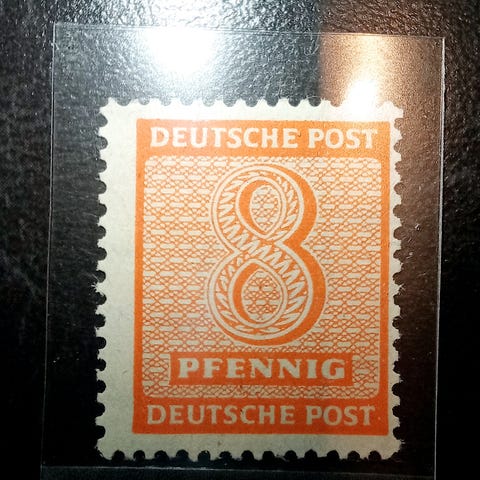 DEUTSCHE POST
8
PFENNIG
DEUTSCHE POST